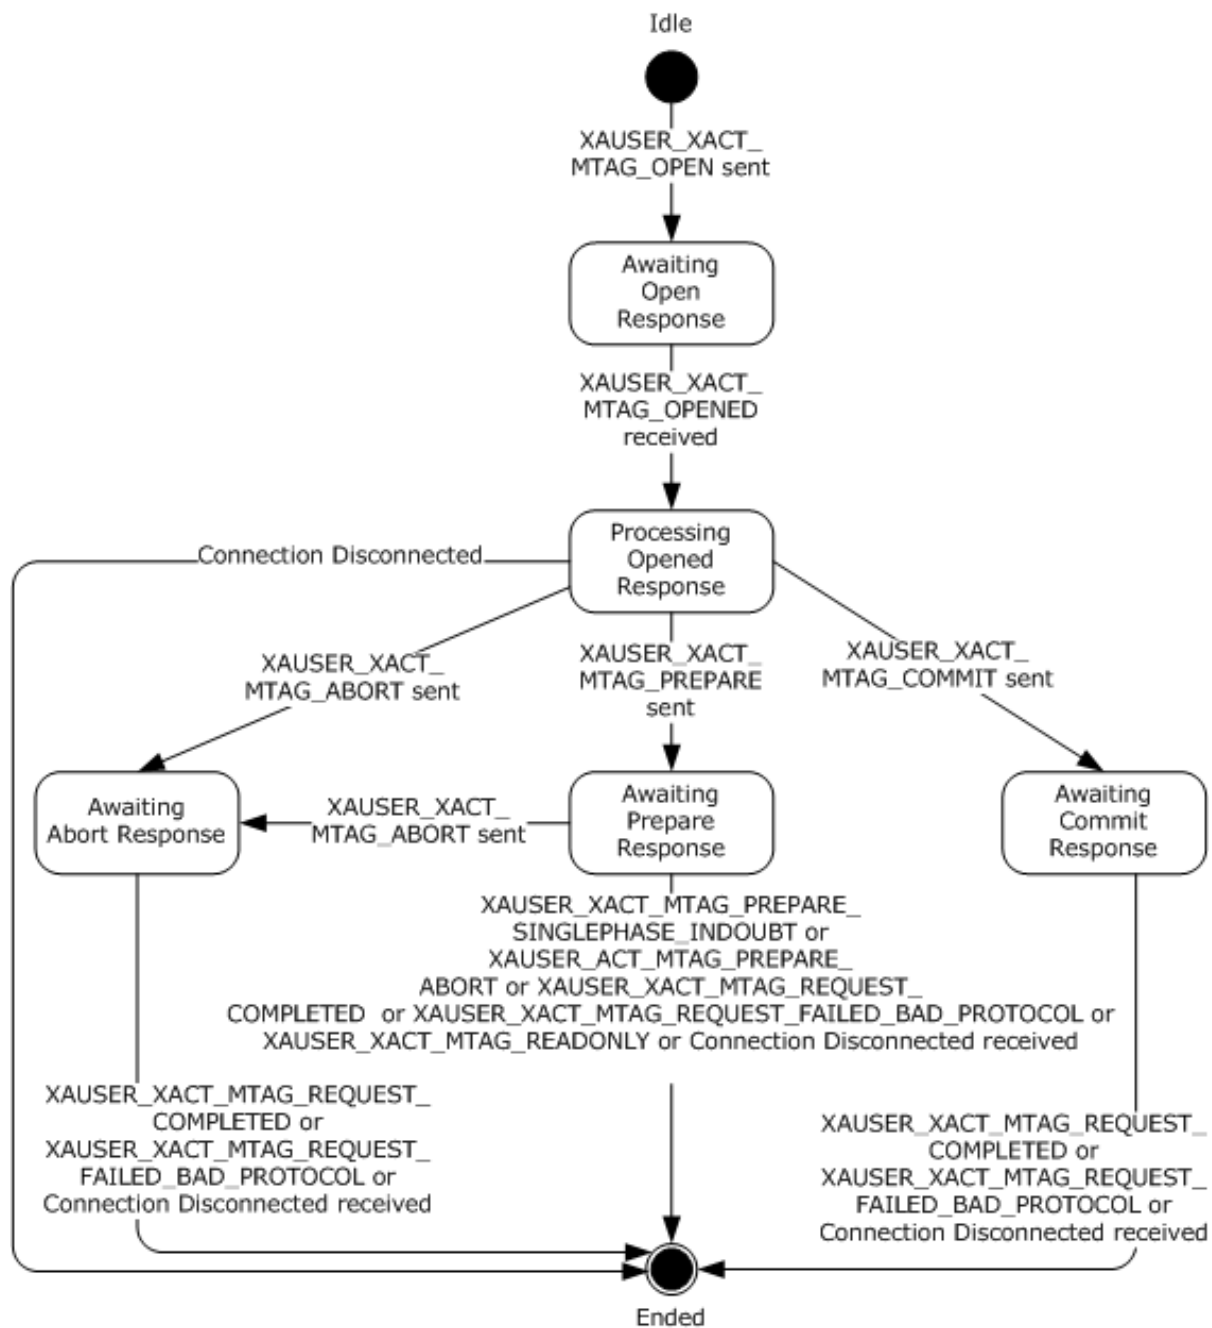 Idle
XAUSER_XACT_
MTAG_OPEN sent
Awaiting
Open
Response
XAUSER_XACT_
MTAG_OPENED
received
Processing
Opened
Response
Connection Disconnected
XAUSER_XACT_
MTAG_ABORT sent
XAUSER_XACT_
MTAG_PREPARE
sent
XAUSER_XACT_
MTAG_COMMIT sent
Awaiting
Abort Response
XAUSER_XACT_
MTAG_ABORT sent
Awaiting
Prepare
Response
Awaiting
Commit
Response
XAUSER_XACT_MTAG_PREPARE_
SINGLEPHASE_INDOUBT or
XAUSER_ACT_MTAG_PREPARE_
ABORT or XAUSER_XACT_MTAG_REQUEST_
COMPLETED or XAUSER_XACT_MTAG_REQUEST_FAILED_BAD_PROTOCOL or
XAUSER_XACT_MTAG_READONLY or Connection Disconnected received
XAUSER_XACT_MTAG_REQUEST_
COMPLETED or
XAUSER_XACT_MTAG_REQUEST_
FAILED_BAD_PROTOCOL or
Connection Disconnected received
XAUSER_XACT_MTAG_REQUEST_
COMPLETED or
XAUSER_XACT_MTAG_REQUEST_
FAILED_BAD_PROTOCOL or
Connection Disconnected received
Ended